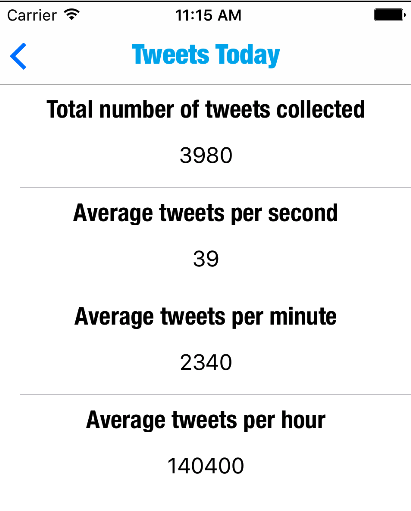 Carrier 11:15 AM
Tweets Today
Total number of tweets collected
3980
Average tweets per second
39
Average tweets per minute
2340
Average tweets per hour
140400